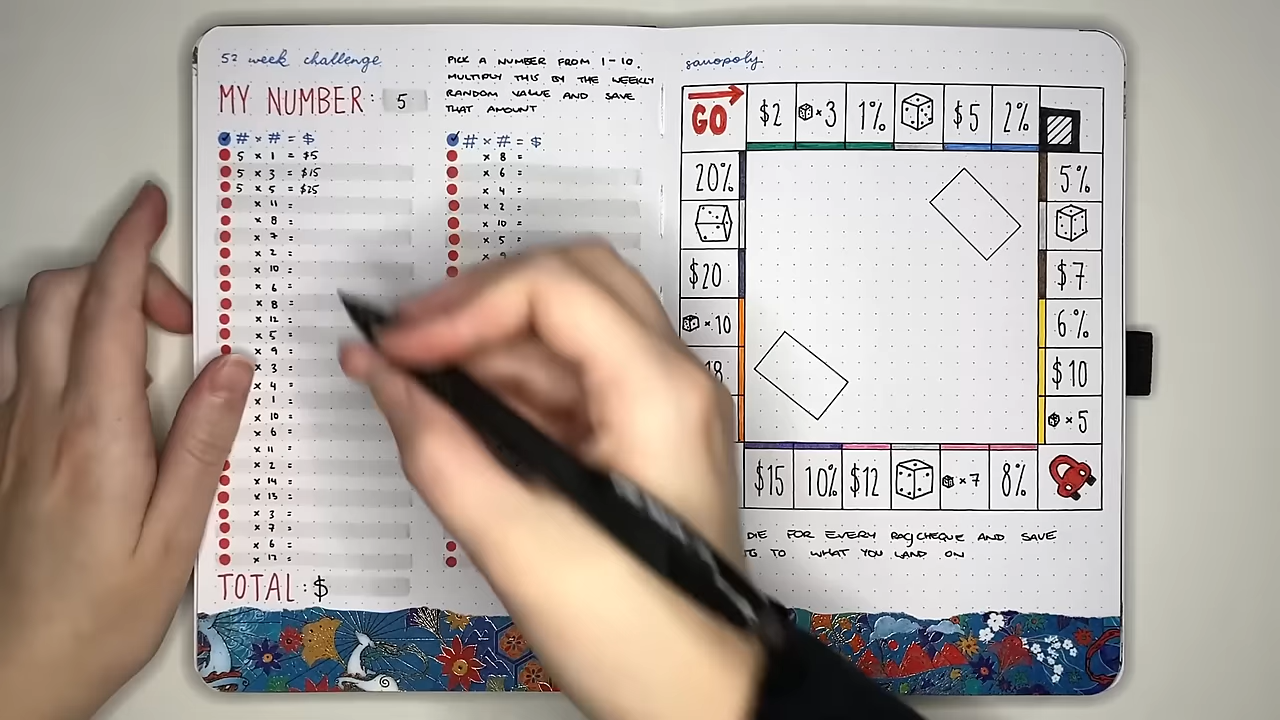 52 week challenge
MY NUMBER: 5
PICK A NUMBER FROM 1-10.
MULTIPLY THIS BY THE WEEKLY
RANDOM VALUE AND SAVE
THAT AMOUNT
# × # = $
5 × 1 = $5
5 × 3 = $15
5 × 5 = $25
× 11 =
× 8 =
× 7 =
× 2 =
× 10 =
× 6 =
× 8 =
× 12 =
× 5 =
× 9 =
× 3 =
× 4 =
× 1 =
× 10 =
× 6 =
× 11 =
× 2 =
× 14 =
× 13 =
× 3 =
× 7 =
× 6 =
× 12 =
TOTAL: $
# × # = $
× 8 =
× 6 =
× 4 =
× 2 =
× 10 =
× 5 =
× 9 =
savopoly
GO
$2
× 3
1%
$5
2%
20%
5%
$20
$7
× 10
6%
18
$10
× 5
$15
10%
$12
× 7
8%
DIE FOR EVERY PAYCHEQUE AND SAVE
TO WHAT YOU LAND ON